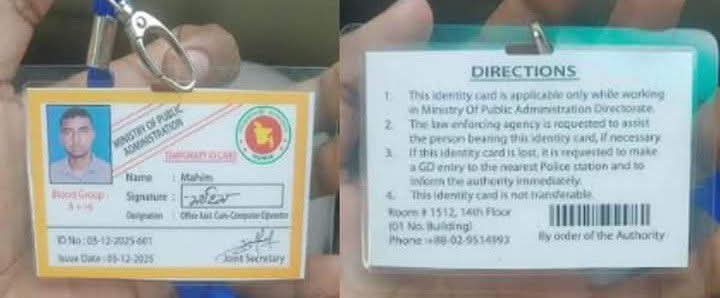 MINISTRY OF PUBLIC
ADMINISTRATION
TEMPORARY ID CARD
Blood Group :
Name : Mahim
Signature :
Designation : Office Asst. Cum-Computer Operator
ID No : 03-12-2025-601
Issue Date : 03-12-2025
Joint Secretary
DIRECTIONS
1. This identity card is applicable only while working
in Ministry Of Public Administration Directorate.
2. The law enforcing agency is requested to assist
the person bearing this identity card, if necessary.
3. If this identity card is lost, it is requested to make
a GD entry to the nearest Police station and to
inform the authority immediately.
4. This identity card is not transferable.
Room # 1512, 14th Floor
(01 No. Building)
Phone :+88-02-9514993
By order of the Authority